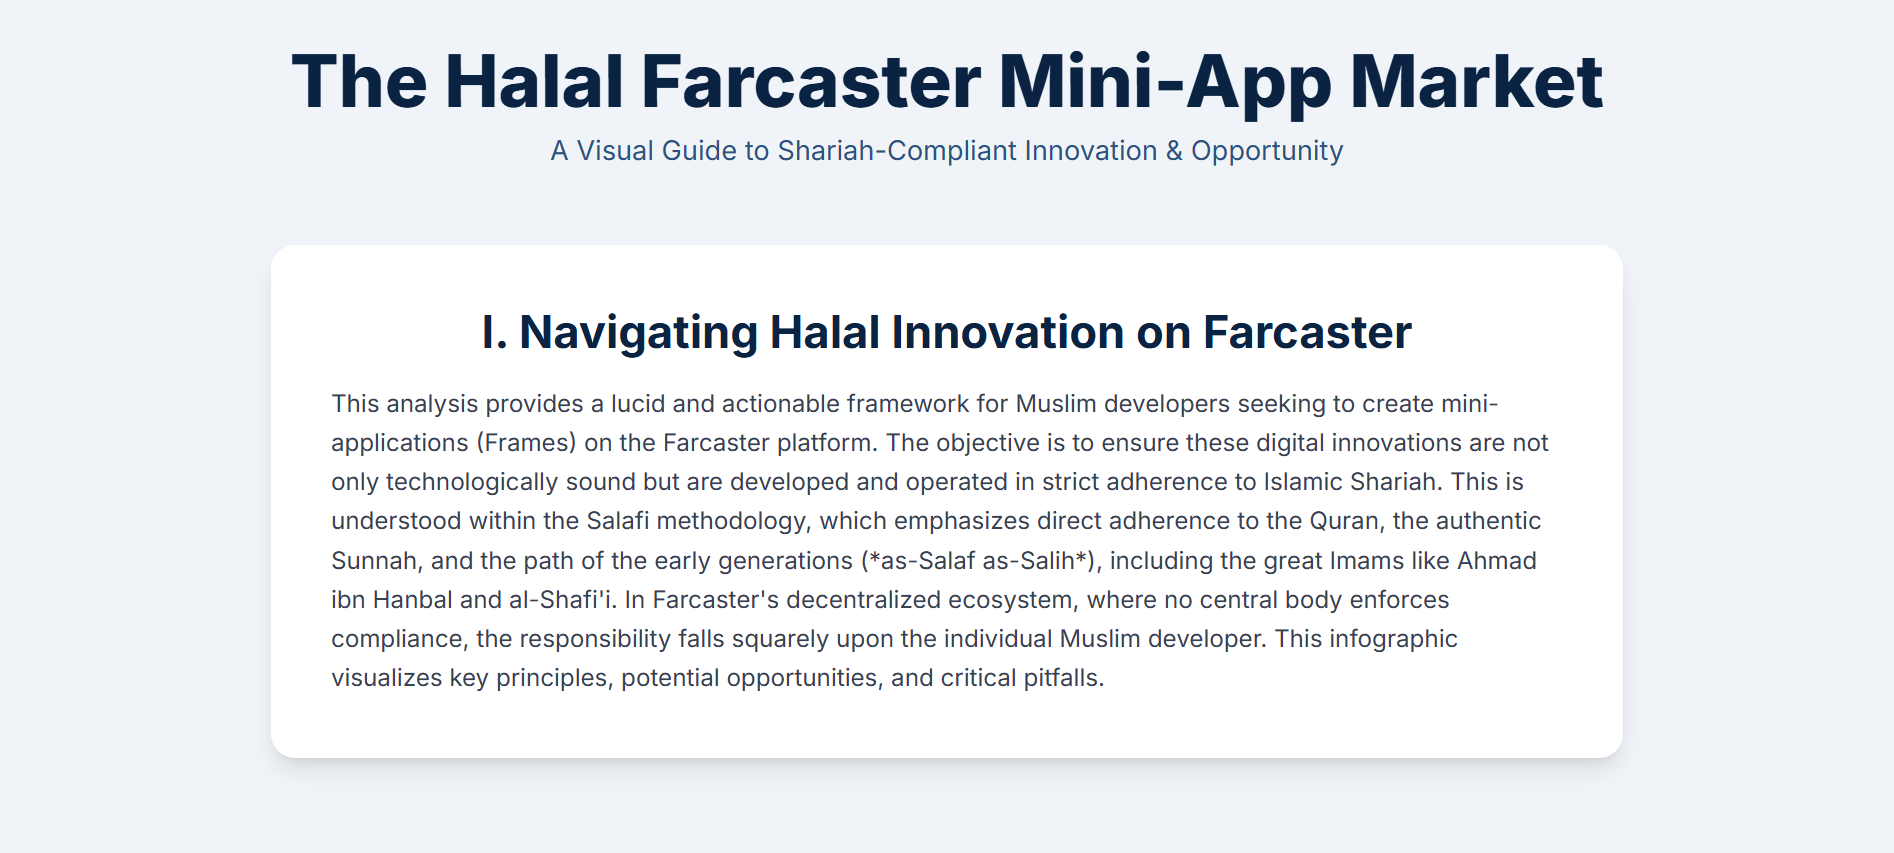 The Halal Farcaster Mini-App Market
A Visual Guide to Shariah-Compliant Innovation & Opportunity
I. Navigating Halal Innovation on Farcaster
This analysis provides a lucid and actionable framework for Muslim developers seeking to create mini-
applications (Frames) on the Farcaster platform. The objective is to ensure these digital innovations are not
only technologically sound but are developed and operated in strict adherence to Islamic Shariah. This is
understood within the Salafi methodology, which emphasizes direct adherence to the Quran, the authentic
Sunnah, and the path of the early generations (*as-Salaf as-Salih*), including the great Imams like Ahmad
ibn Hanbal and al-Shafi'i. In Farcaster's decentralized ecosystem, where no central body enforces
compliance, the responsibility falls squarely upon the individual Muslim developer. This infographic
visualizes key principles, potential opportunities, and critical pitfalls.